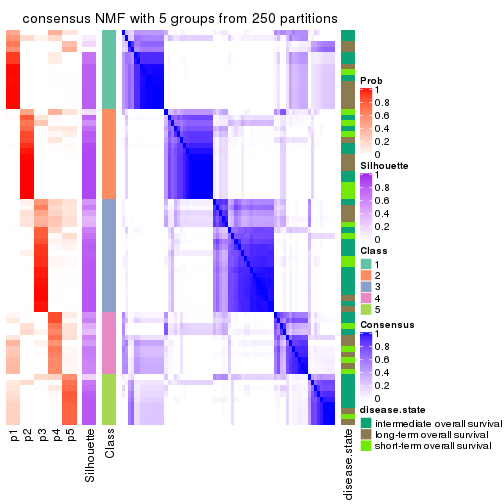 consensus NMF with 5 groups from 250 partitions
Prob
1
0.8
0.6
0.4
0.2
0
Silhouette
1
0.8
0.6
0.4
0.2
0
Class
1
2
3
4
5
Consensus
1
0.8
0.6
0.4
0.2
0
disease.state
intermediate overall survival
long-term overall survival
short-term overall survival
p1
p2
p3
p4
p5
Silhouette
Class
disease.state